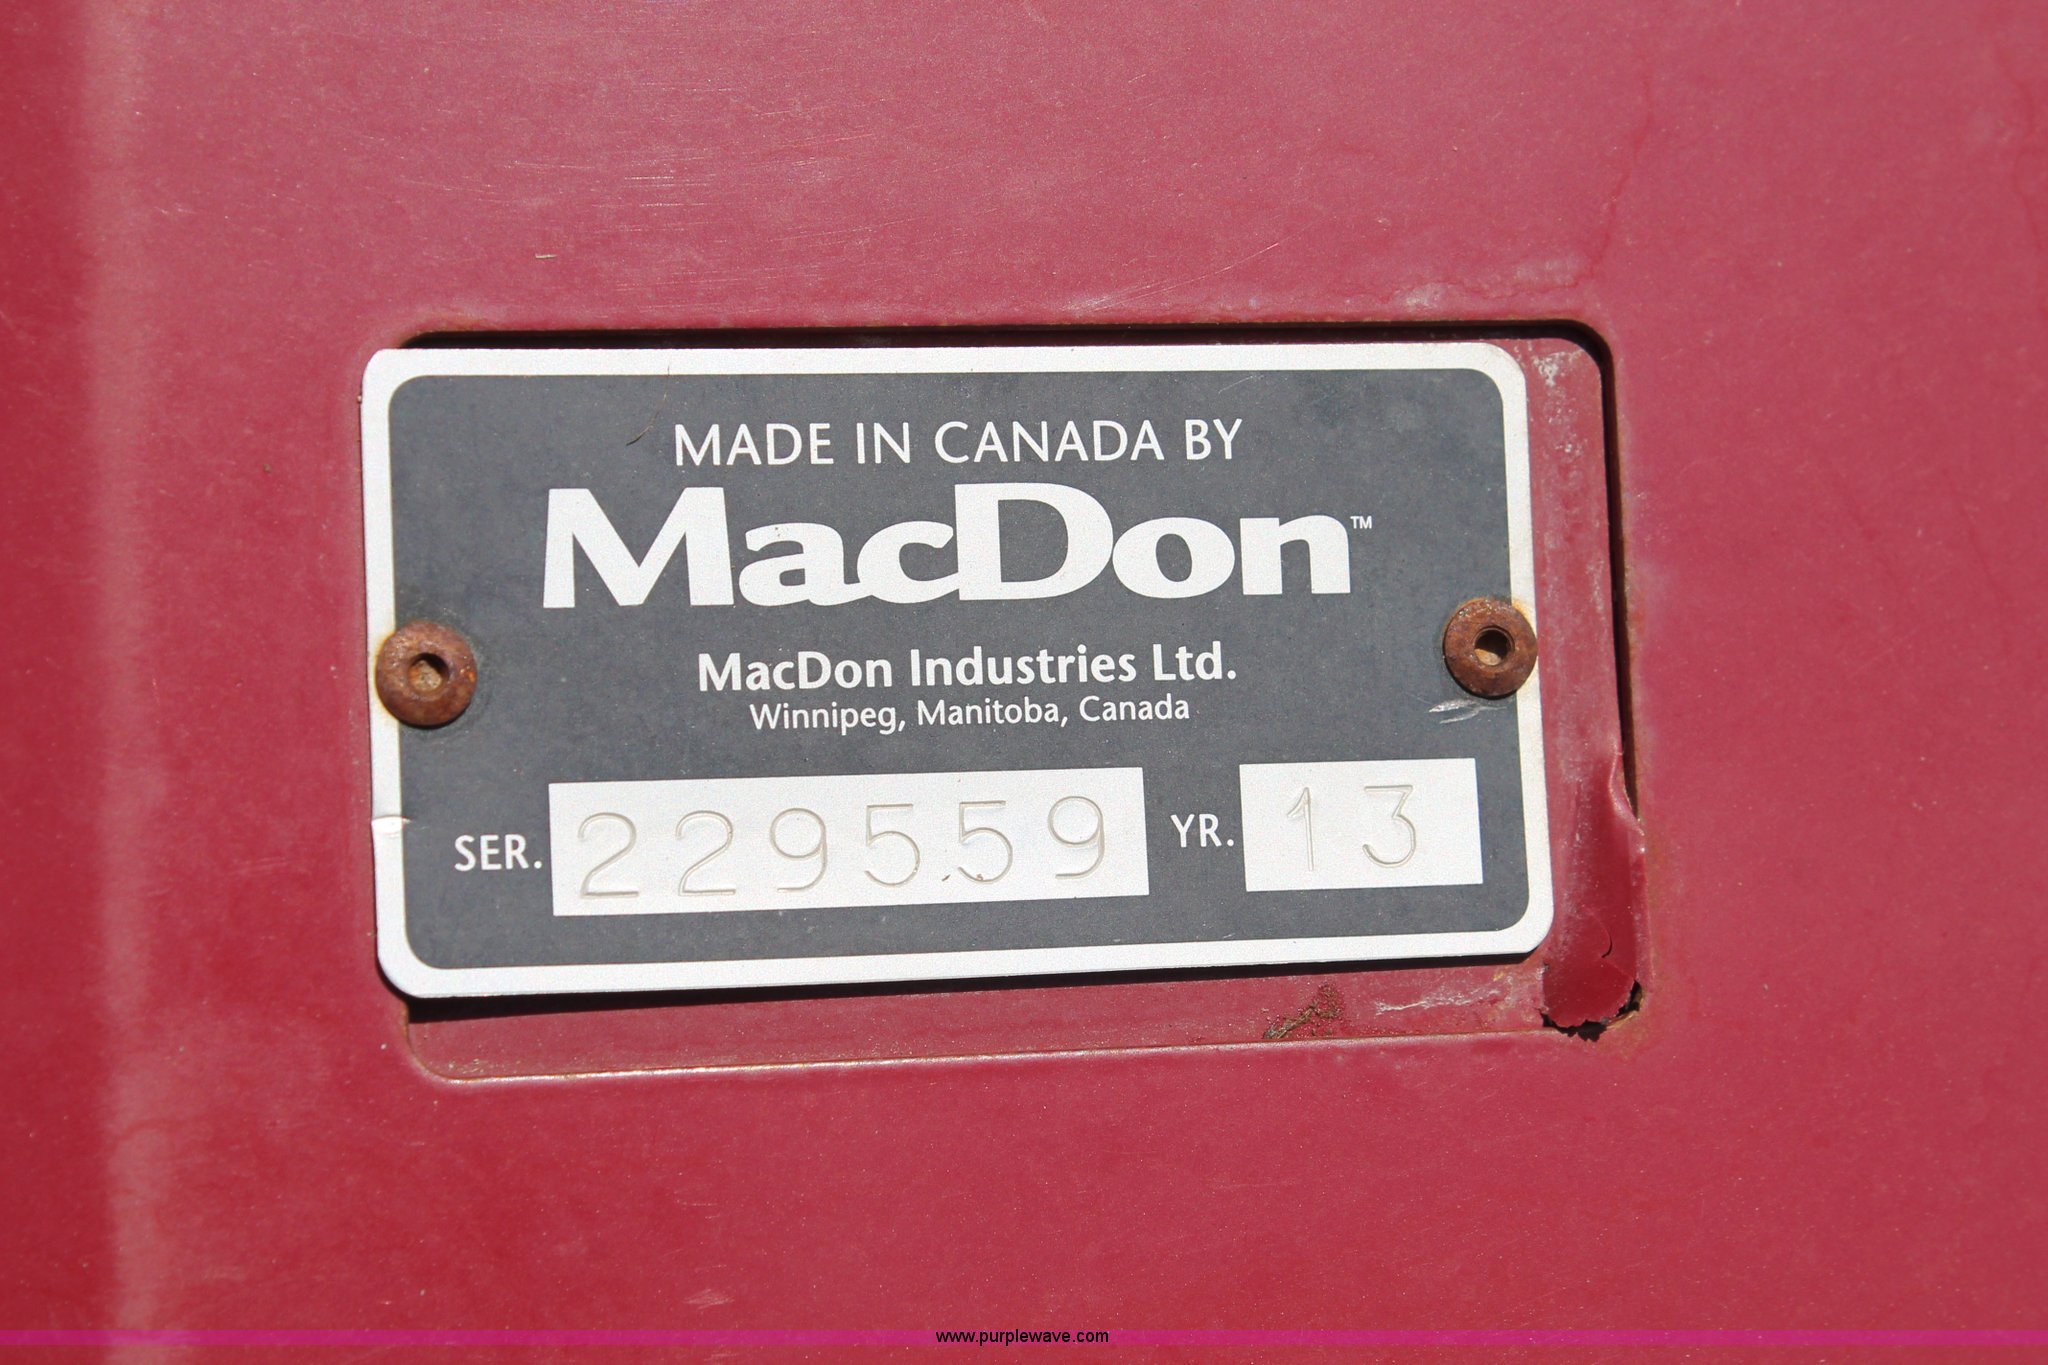 MADE IN CANADA BY
MacDon™
MacDon Industries Ltd.
Winnipeg, Manitoba, Canada
SER. 229559 YR. 13
www.purplewave.com